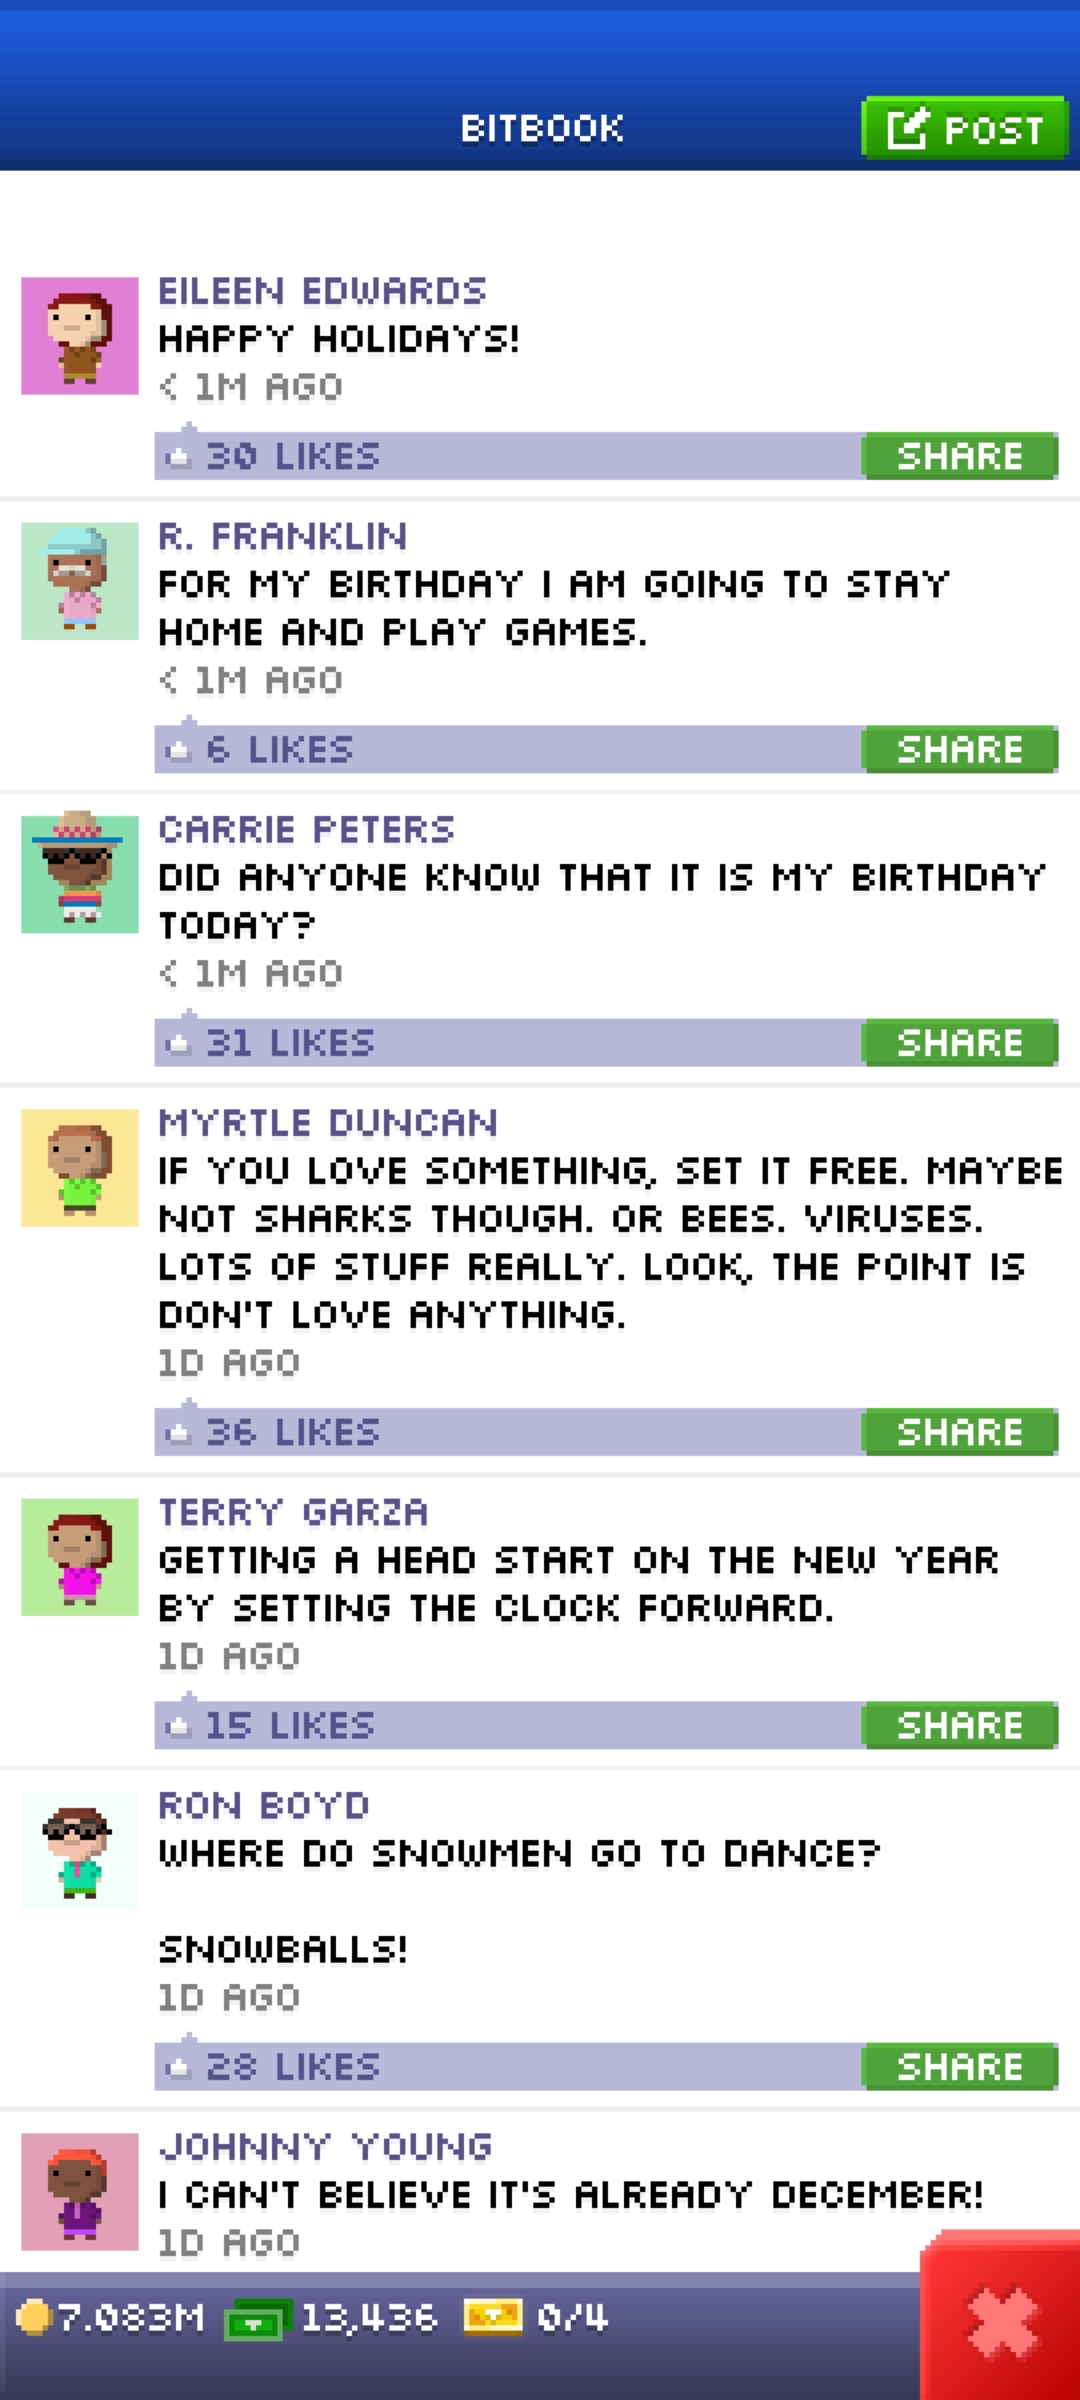 BITBOOK
POST
EILEEN EDWARDS
HAPPY HOLIDAYS!
< 1M AGO
30 LIKES
SHARE
R. FRANKLIN
FOR MY BIRTHDAY I AM GOING TO STAY
HOME AND PLAY GAMES.
< 1M AGO
6 LIKES
SHARE
CARRIE PETERS
DID ANYONE KNOW THAT IT IS MY BIRTHDAY
TODAY?
< 1M AGO
31 LIKES
SHARE
MYRTLE DUNCAN
IF YOU LOVE SOMETHING, SET IT FREE. MAYBE
NOT SHARKS THOUGH. OR BEES. VIRUSES.
LOTS OF STUFF REALLY. LOOK, THE POINT IS
DON'T LOVE ANYTHING.
1D AGO
36 LIKES
SHARE
TERRY GARZA
GETTING A HEAD START ON THE NEW YEAR
BY SETTING THE CLOCK FORWARD.
1D AGO
15 LIKES
SHARE
RON BOYD
WHERE DO SNOWMEN GO TO DANCE?
SNOWBALLS!
1D AGO
28 LIKES
SHARE
JOHNNY YOUNG
I CAN'T BELIEVE IT'S ALREADY DECEMBER!
1D AGO
7.083M 13,436 0/4